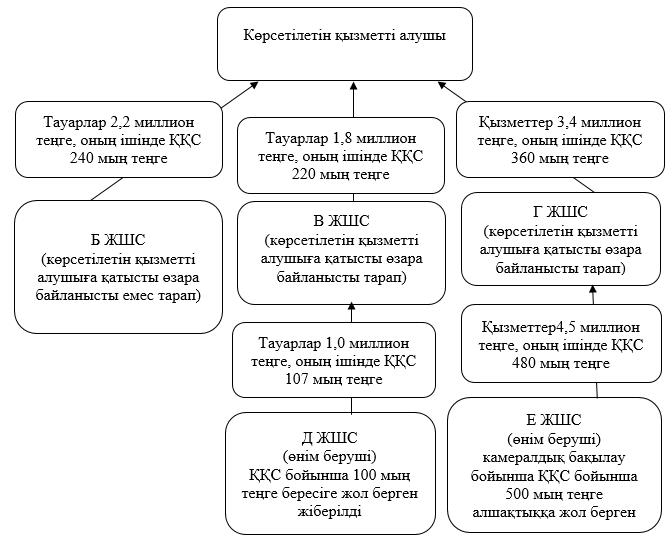 Көрсетілетін қызметті алушы
Тауарлар 2,2 миллион
теңге, оның ішінде ҚҚС
240 мың теңге
Тауарлар 1,8 миллион
теңге, оның ішінде ҚҚС
220 мың теңге
Қызметтер 3,4 миллион
теңге, оның ішінде ҚҚС
360 мың теңге
Б ЖШС
(көрсетілетін қызметті
алушыға қатысты өзара
байланысты емес тарап)
В ЖШС
(көрсетілетін қызметті
алушыға қатысты өзара
байланысты тарап)
Г ЖШС
(көрсетілетін қызметті
алушыға қатысты өзара
байланысты тарап)
Тауарлар 1,0 миллион
теңге, оның ішінде ҚҚС
107 мың теңге
Қызметтер4,5 миллион
теңге, оның ішінде ҚҚС
480 мың теңге
Д ЖШС
(өнім беруші)
ҚҚС бойынша 100 мың
теңге бересіге жол берген
жіберілді
Е ЖШС
(өнім беруші)
камералдық бақылау
бойынша ҚҚС бойынша
500 мың теңге
алшақтыққа жол берген